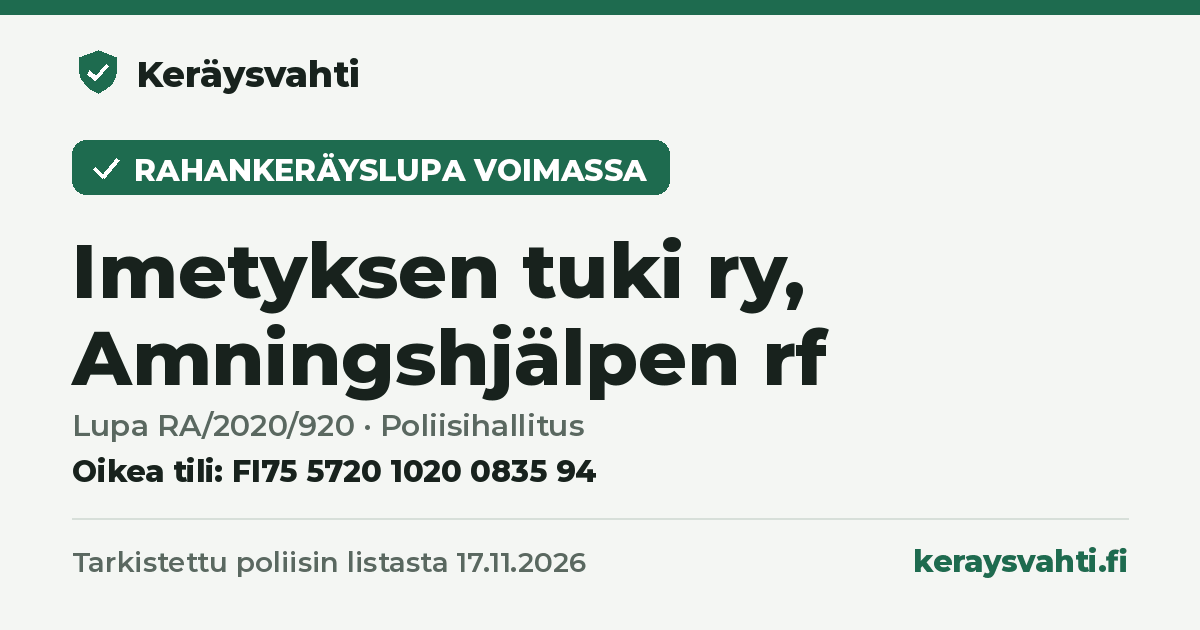 Keräysvahti
RAHANKERÄYSLUPA VOIMASSA
Imetyksen tuki ry,
Amningshjälpen rf
Lupa RA/2020/920 · Poliisihallitus
Oikea tili: FI75 5720 1020 0835 94
Tarkistettu poliisin listasta 17.11.2026
keraysvahti.fi